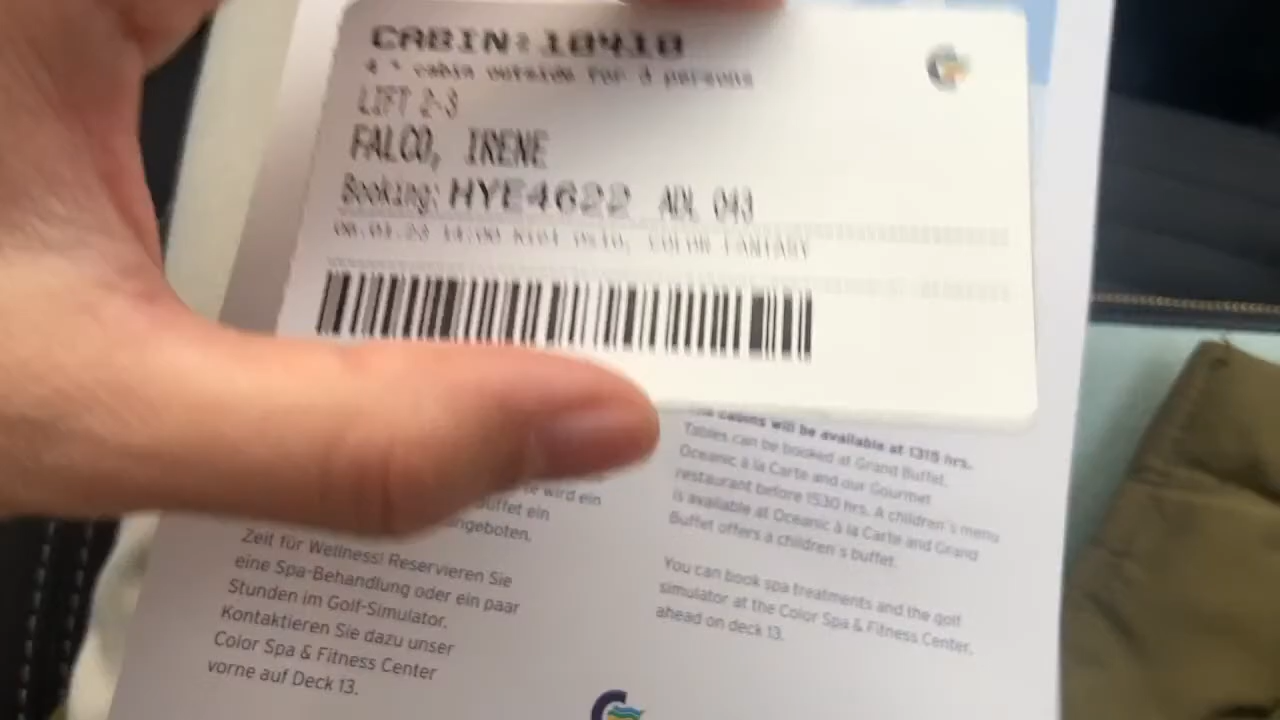 CABIN:10410
4 * cabin outside for 3 persons
LIFT 2-3
FALCO, IRENE
Booking: HYE4622 ADL 043
14:00 Kiel Oslo, COLOR FANTASY
cabins will be available at 1315 hrs.
Tables can be booked at Grand Buffet,
Oceanic à la Carte and our Gourmet
restaurant before 1530 hrs. A children´s menu
is available at Oceanic à la Carte and Grand
Buffet offers a children´s buffet.
You can book spa treatments and the golf
simulator at the Color Spa & Fitness Center,
ahead on deck 13.
wird ein
Buffet ein
angeboten.
Zeit für Wellness! Reservieren Sie
eine Spa-Behandlung oder ein paar
Stunden im Golf-Simulator.
Kontaktieren Sie dazu unser
Color Spa & Fitness Center
vorne auf Deck 13.